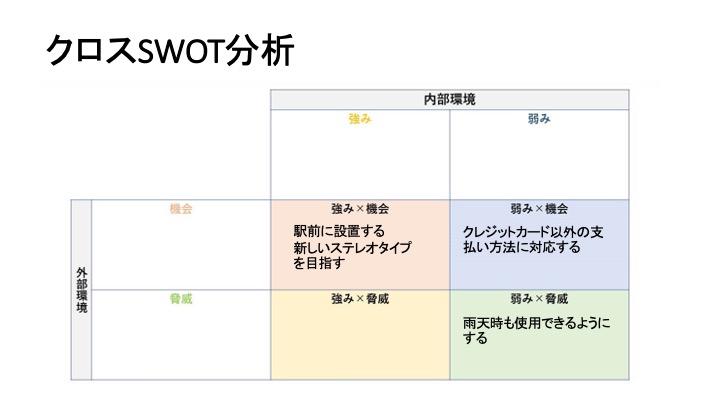 クロスSWOT分析
内部環境
強み
弱み
外部環境
機会
強み×機会
駅前に設置する
新しいステレオタイプ
を目指す
弱み×機会
クレジットカード以外の支
払い方法に対応する
脅威
強み×脅威
弱み×脅威
雨天時も使用できるように
する